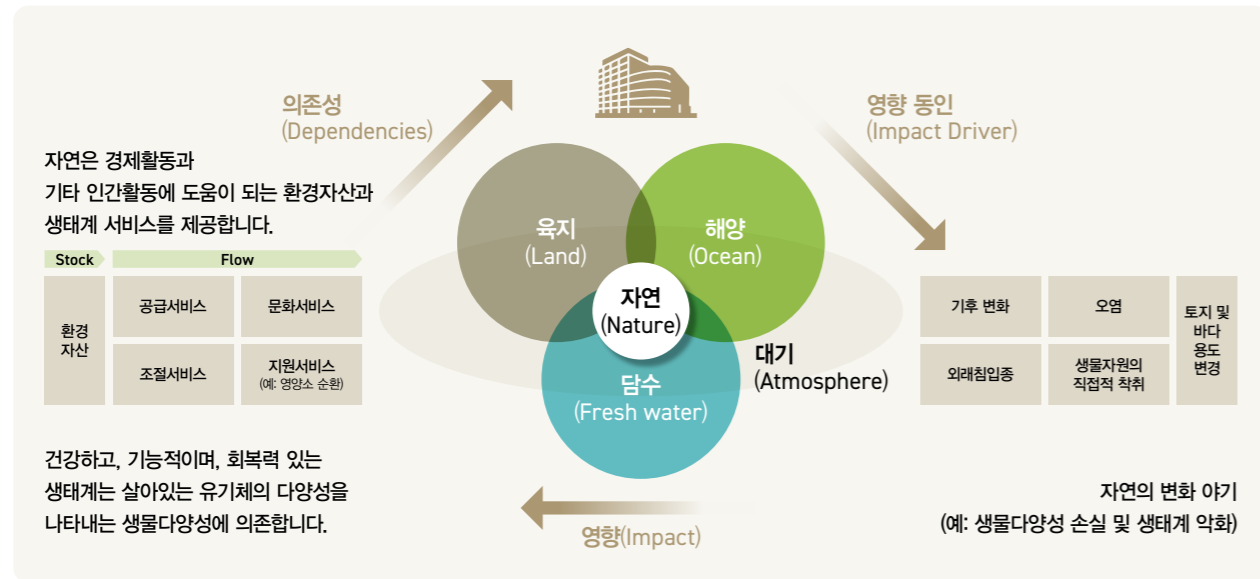 의존성
(Dependencies)
영향 동인
(Impact Driver)
자연은 경제활동과
기타 인간활동에 도움이 되는 환경자산과
생태계 서비스를 제공합니다.
Stock
Flow
환경
자산
공급서비스
문화서비스
조절서비스
지원서비스
(예: 영양소 순환)
건강하고, 기능적이며, 회복력 있는
생태계는 살아있는 유기체의 다양성을
나타내는 생물다양성에 의존합니다.
육지
(Land)
해양
(Ocean)
자연
(Nature)
담수
(Fresh water)
대기
(Atmosphere)
기후 변화
오염
외래침입종
생물자원의
직접적 착취
토지 및
바다
용도
변경
자연의 변화 야기
(예: 생물다양성 손실 및 생태계 악화)
영향(Impact)